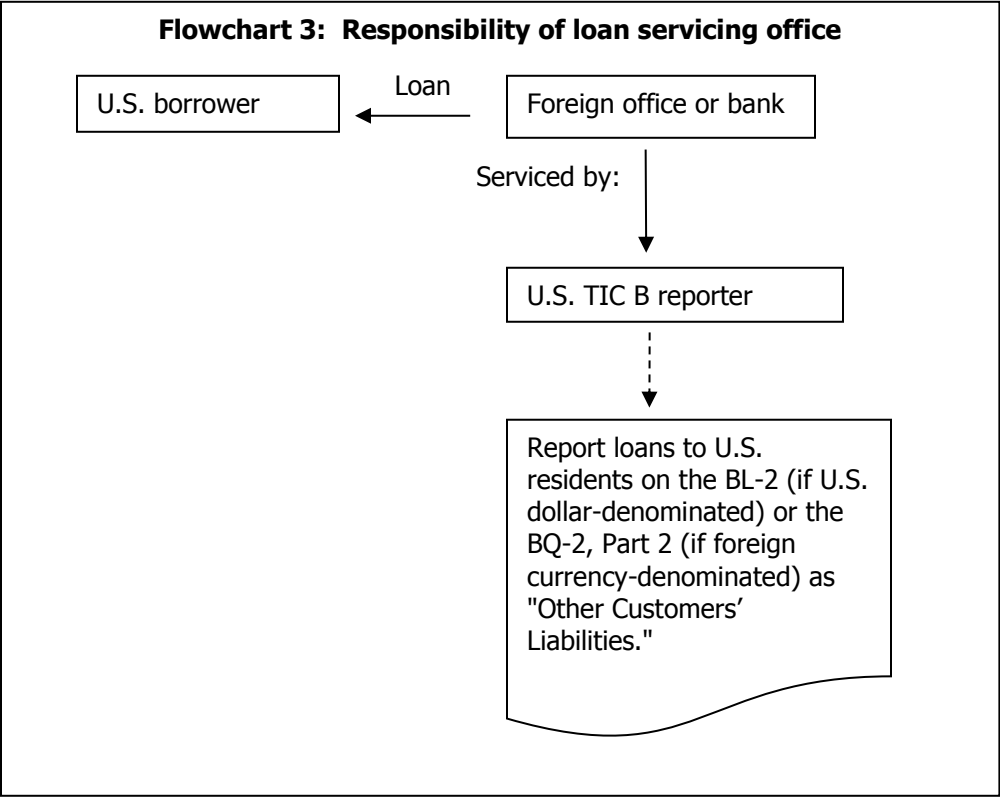 Flowchart 3:  Responsibility of loan servicing office
U.S. borrower
Loan
Foreign office or bank
Serviced by:
U.S. TIC B reporter
Report loans to U.S.
residents on the BL-2 (if U.S.
dollar-denominated) or the
BQ-2, Part 2 (if foreign
currency-denominated) as
"Other Customers’
Liabilities."